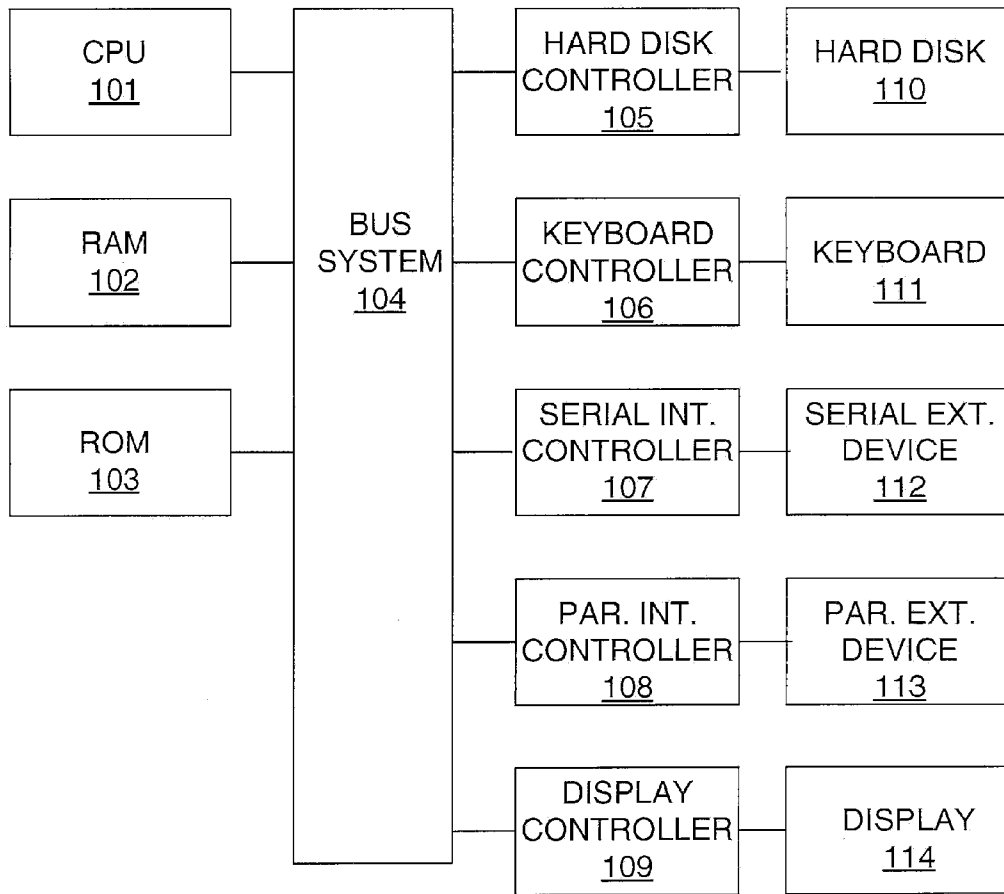 CPU
101
RAM
102
ROM
103
BUS
SYSTEM
104
HARD DISK
CONTROLLER
105
HARD DISK
110
KEYBOARD
CONTROLLER
106
KEYBOARD
111
SERIAL INT.
CONTROLLER
107
SERIAL EXT.
DEVICE
112
PAR. INT.
CONTROLLER
108
PAR. EXT.
DEVICE
113
DISPLAY
CONTROLLER
109
DISPLAY
114